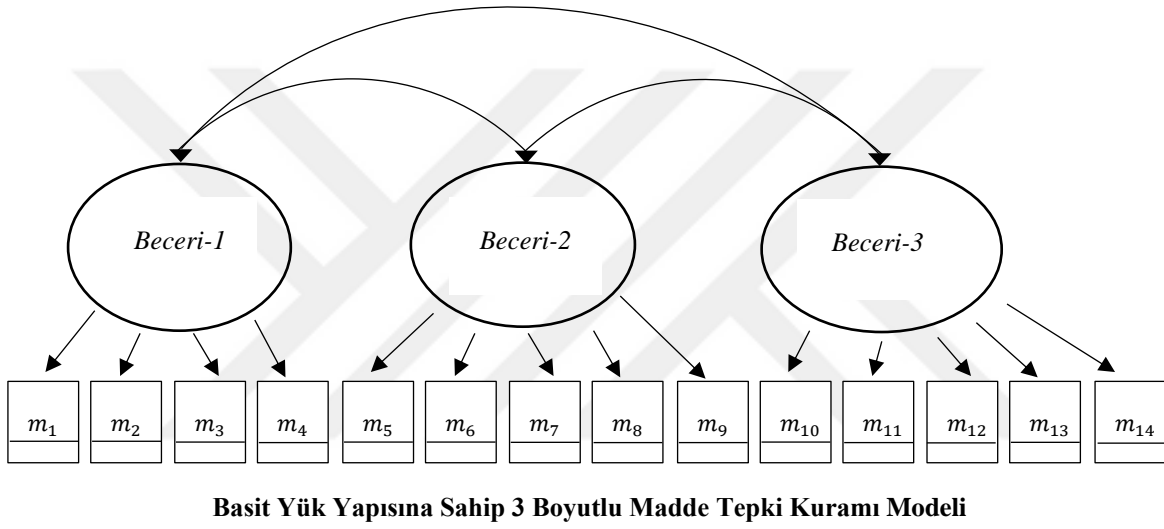 Beceri-1 Beceri-2 Beceri-3
m₁ m₂ m₃ m₄ m₅ m₆ m₇ m₈ m₉ m₁₀ m₁₁ m₁₂ m₁₃ m₁₄
Basit Yük Yapısına Sahip 3 Boyutlu Madde Tepki Kuramı Modeli